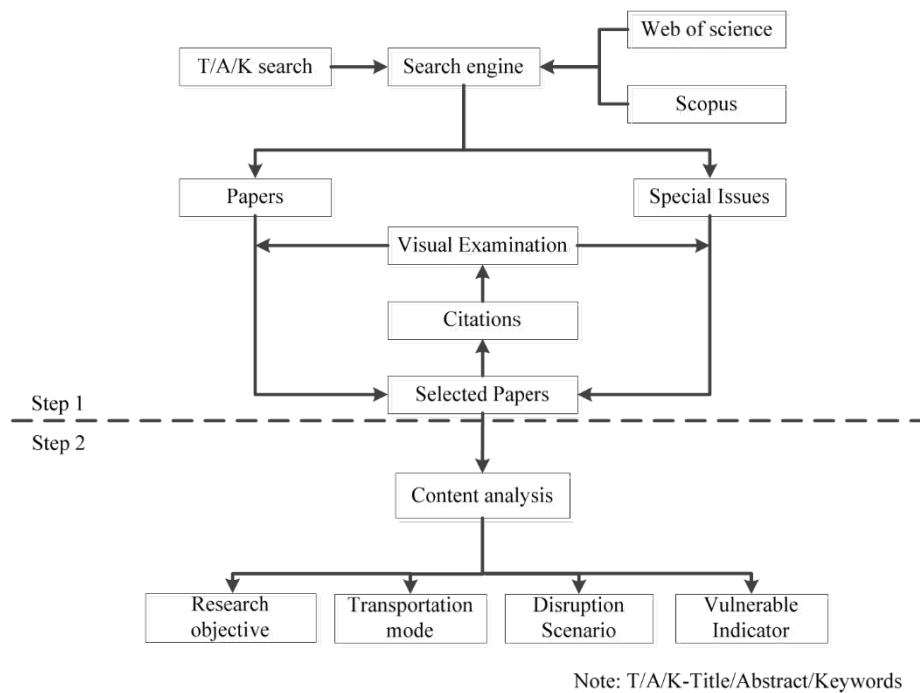 Web of science
T/A/K search
Search engine
Scopus
Papers
Special Issues
Visual Examination
Citations
Selected Papers
Step 1
Step 2
Content analysis
Research
objective
Transportation
mode
Disruption
Scenario
Vulnerable
Indicator
Note: T/A/K-Title/Abstract/Keywords